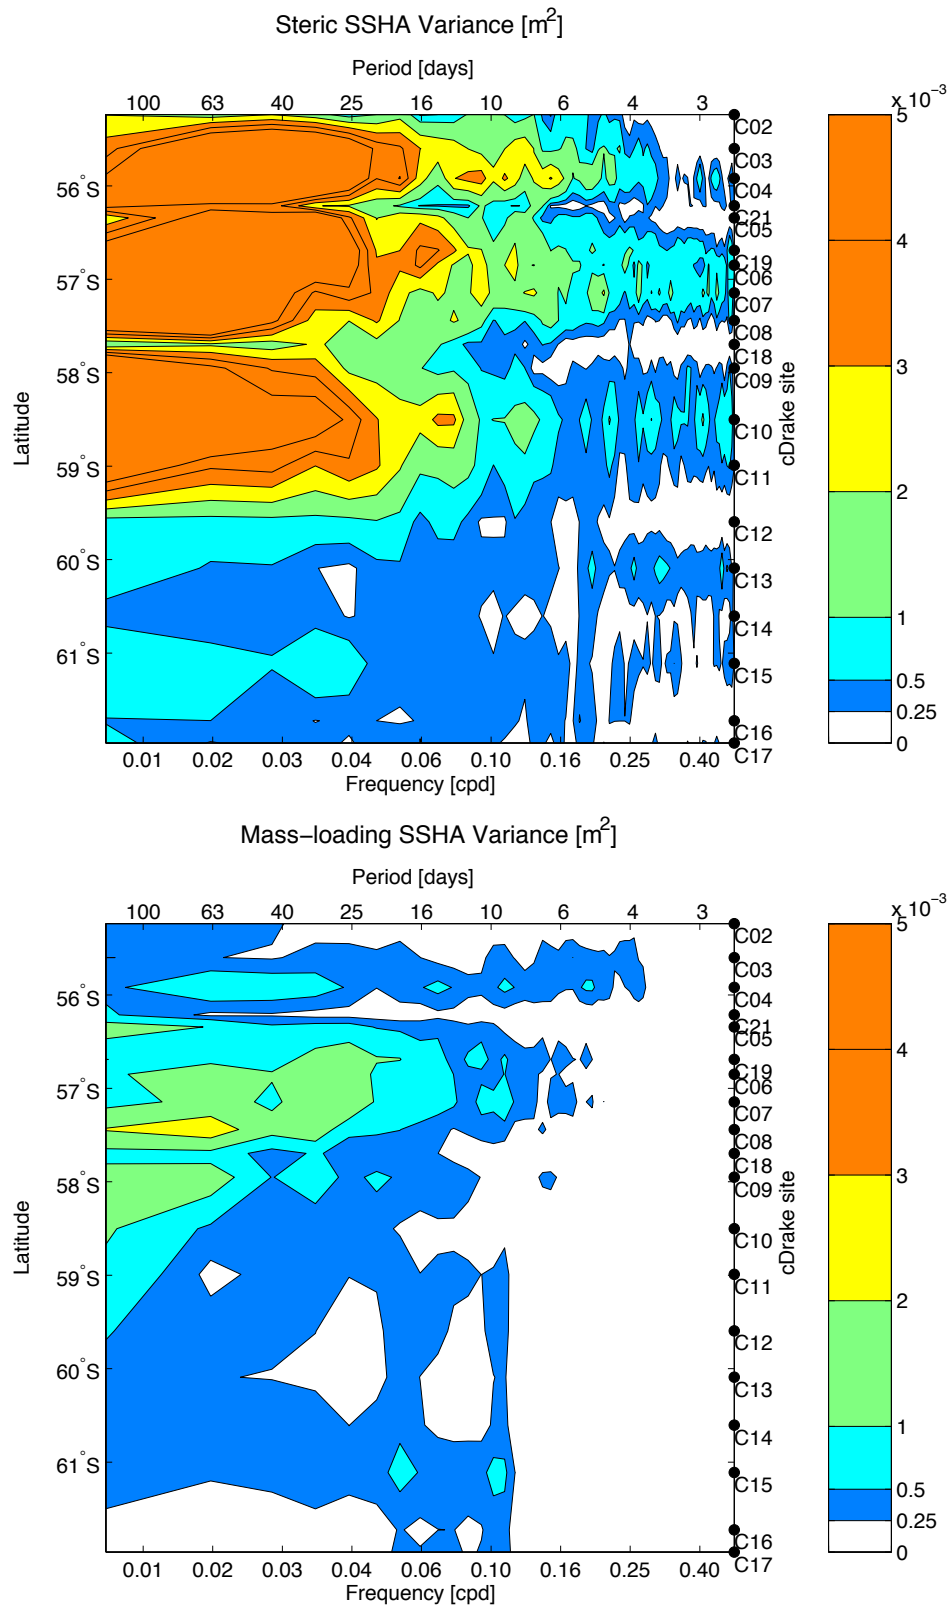 Steric SSHA Variance [m²]
Period [days]
100 63 40 25 16 10 6 4 3
x 10⁻³
5
4
3
2
1
0.5
0.25
0
56°S
57°S
58°S
59°S
60°S
61°S
Latitude
C02
C03
C04
C21
C05
C19
C06
C07
C08
C18
C09
C10
C11
C12
C13
C14
C15
C16
C17
cDrake site
0.01 0.02 0.03 0.04 0.06 0.10 0.16 0.25 0.40
Frequency [cpd]
Mass−loading SSHA Variance [m²]
Period [days]
100 63 40 25 16 10 6 4 3
x 10⁻³
5
4
3
2
1
0.5
0.25
0
56°S
57°S
58°S
59°S
60°S
61°S
Latitude
C02
C03
C04
C21
C05
C19
C06
C07
C08
C18
C09
C10
C11
C12
C13
C14
C15
C16
C17
cDrake site
0.01 0.02 0.03 0.04 0.06 0.10 0.16 0.25 0.40
Frequency [cpd]